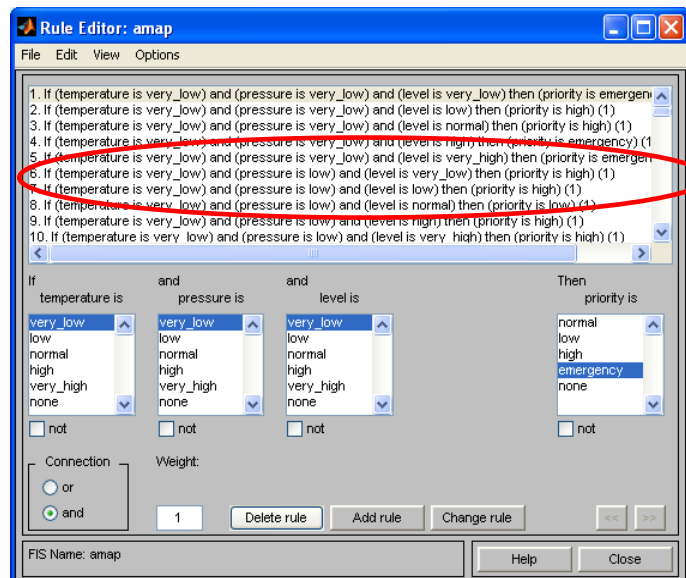 Rule Editor: amap
File Edit View Options
1. If (temperature is very_low) and (pressure is very_low) and (level is very_low) then (priority is emergen
2. If (temperature is very_low) and (pressure is very_low) and (level is low) then (priority is high) (1)
3. If (temperature is very_low) and (pressure is very_low) and (level is normal) then (priority is high) (1)
4. If (temperature is very_low) and (pressure is very_low) and (level is high) then (priority is emergency) (1
5. If (temperature is very_low) and (pressure is very_low) and (level is very_high) then (priority is emergen
6. If (temperature is very_low) and (pressure is low) and (level is very_low) then (priority is high) (1)
7. If (temperature is very_low) and (pressure is low) and (level is low) then (priority is high) (1)
8. If (temperature is very_low) and (pressure is low) and (level is normal) then (priority is low) (1)
9. If (temperature is very_low) and (pressure is low) and (level is high) then (priority is high) (1)
10. If (temperature is very_low) and (pressure is low) and (level is very_high) then (priority is high) (1)
If and and Then
temperature is pressure is level is priority is
very_low very_low very_low normal
low low low low
normal normal normal high
high high high emergency
very_high very_high very_high none
none none none
not not not not
Connection Weight:
or
and 1 Delete rule Add rule Change rule << >>
FIS Name: amap Help Close